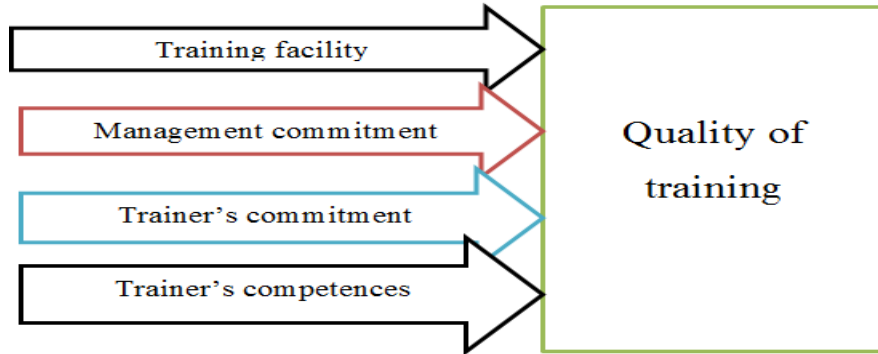 Training facility
Management commitment
Trainer’s commitment
Trainer’s competences
Quality of
training